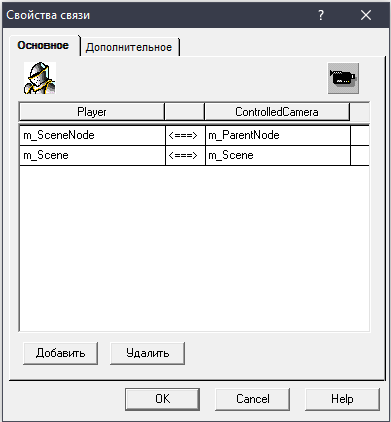 Свойства связи
Основное Дополнительное
Player ControlledCamera
m_SceneNode <===> m_ParentNode
m_Scene <===> m_Scene
Добавить Удалить
OK Cancel Help